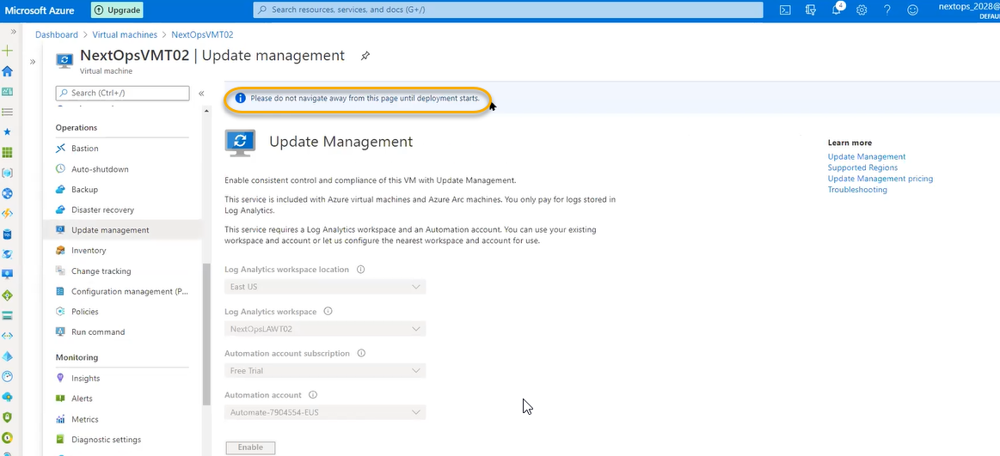 Microsoft Azure
Upgrade
Search resources, services, and docs (G+/)
4
nextops_2028@
DEFAU
Dashboard > Virtual machines > NextOpsVMT02
NextOpsVMT02 | Update management
Virtual machine
Search (Ctrl+/)
Operations
Bastion
Auto-shutdown
Backup
Disaster recovery
Update management
Inventory
Change tracking
Configuration management (P...
Policies
Run command
Monitoring
Insights
Alerts
Metrics
Diagnostic settings
Please do not navigate away from this page until deployment starts.
Update Management
Enable consistent control and compliance of this VM with Update Management.
This service is included with Azure virtual machines and Azure Arc machines. You only pay for logs stored in
Log Analytics.
This service requires a Log Analytics workspace and an Automation account. You can use your existing
workspace and account or let us configure the nearest workspace and account for use.
Log Analytics workspace location
East US
Log Analytics workspace
NextOpsLAWT02
Automation account subscription
Free Trial
Automation account
Automate-7904554-EUS
Enable
Learn more
Update Management
Supported Regions
Update Management pricing
Troubleshooting